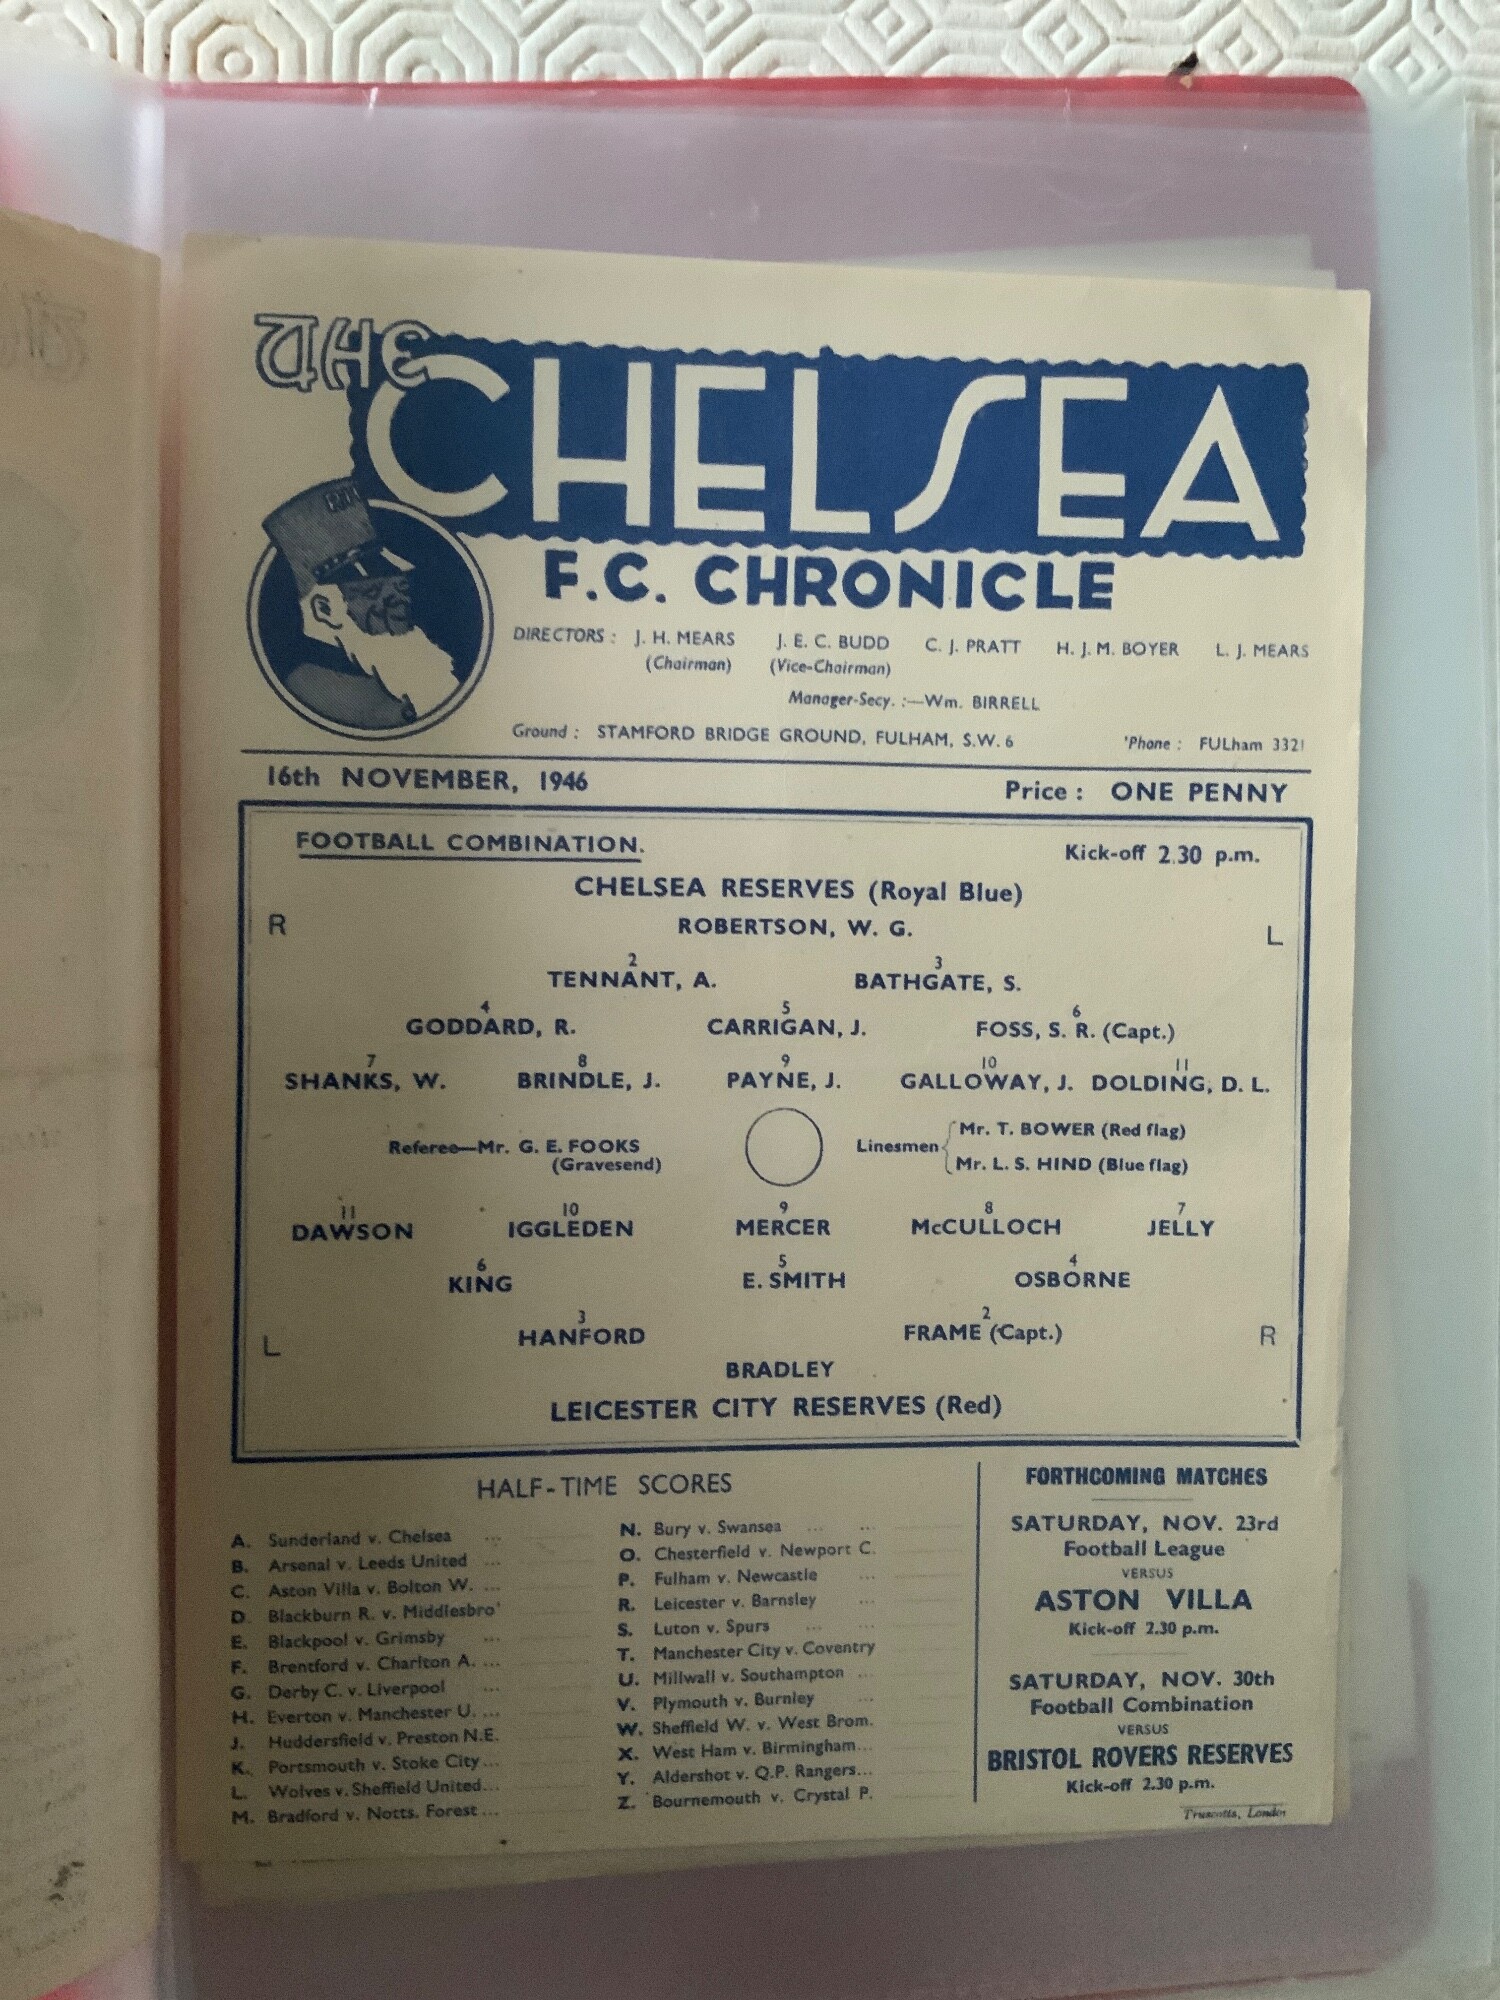 THE CHELSEA
F.C. CHRONICLE
DIRECTORS : J. H. MEARS J. E. C. BUDD C. J. PRATT H. J. M. BOYER L. J. MEARS
(Chairman) (Vice-Chairman)
Manager-Secy. :—Wm. BIRRELL
Ground : STAMFORD BRIDGE GROUND, FULHAM, S.W. 6 'Phone : FULham 3321
16th NOVEMBER, 1946 Price : ONE PENNY
FOOTBALL COMBINATION. Kick-off 2.30 p.m.
CHELSEA RESERVES (Royal Blue)
R ROBERTSON, W. G. L
2 3
TENNANT, A. BATHGATE, S.
4 5 6
GODDARD, R. CARRIGAN, J. FOSS, S. R. (Capt.)
7 8 9 10 11
SHANKS, W. BRINDLE, J. PAYNE, J. GALLOWAY, J. DOLDING, D. L.
Referee—Mr. G. E. FOOKS
(Gravesend)
Linesmen
Mr. T. BOWER (Red flag)
Mr. L. S. HIND (Blue flag)
11 10 9 8 7
DAWSON IGGLEDEN MERCER McCULLOCH JELLY
6 5 4
KING E. SMITH OSBORNE
3 2
HANFORD FRAME (Capt.)
L R
BRADLEY
LEICESTER CITY RESERVES (Red)
HALF-TIME SCORES
A. Sunderland v. Chelsea ...
B. Arsenal v. Leeds United ...
C. Aston Villa v. Bolton W. ...
D. Blackburn R. v. Middlesbro'
E. Blackpool v. Grimsby ...
F. Brentford v. Charlton A. ...
G. Derby C. v. Liverpool ...
H. Everton v. Manchester U. ...
J. Huddersfield v. Preston N.E.
K. Portsmouth v. Stoke City ...
L. Wolves v. Sheffield United ...
M. Bradford v. Notts. Forest ...
N. Bury v. Swansea ... ...
O. Chesterfield v. Newport C.
P. Fulham v. Newcastle ...
R. Leicester v. Barnsley ...
S. Luton v. Spurs ... ...
T. Manchester City v. Coventry
U. Millwall v. Southampton ...
V. Plymouth v. Burnley ...
W. Sheffield W. v. West Brom.
X. West Ham v. Birmingham...
Y. Aldershot v. Q.P. Rangers...
Z. Bournemouth v. Crystal P.
FORTHCOMING MATCHES
SATURDAY, NOV. 23rd
Football League
VERSUS
ASTON VILLA
Kick-off 2.30 p.m.
SATURDAY, NOV. 30th
Football Combination
VERSUS
BRISTOL ROVERS RESERVES
Kick-off 2.30 p.m.
Truscotts, London